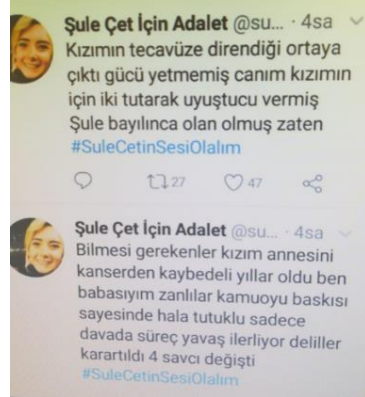 Şule Çet İçin Adalet @su... · 4sa
Kızımın tecavüze direndiği ortaya
çıktı gücü yetmemiş canım kızımın
için iki tutarak uyuştucu vermiş
Şule bayılınca olan olmuş zaten
#SuleCetinSesiOlalım
27 47
Şule Çet İçin Adalet @su... · 4sa
Bilmesi gerekenler kızım annesini
kanserden kaybedeli yıllar oldu ben
babasıyım zanlılar kamuoyu baskısı
sayesinde hala tutuklu sadece
davada süreç yavaş ilerliyor deliller
karartıldı 4 savcı değişti
#SuleCetinSesiOlalım